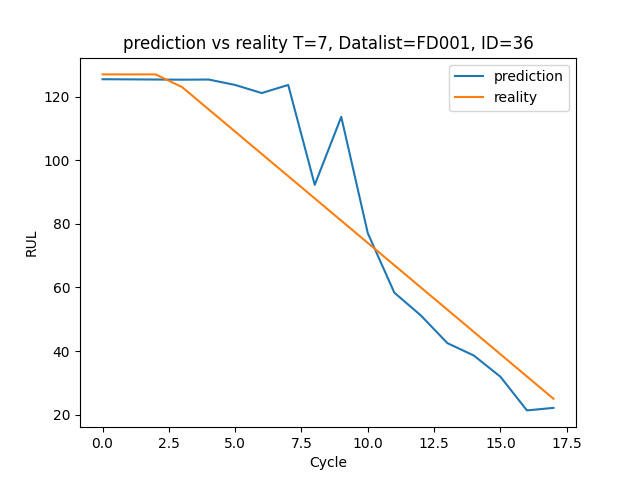 prediction vs reality T=7, Datalist=FD001, ID=36
prediction
reality
RUL
120
100
80
60
40
20
0.0 2.5 5.0 7.5 10.0 12.5 15.0 17.5
Cycle